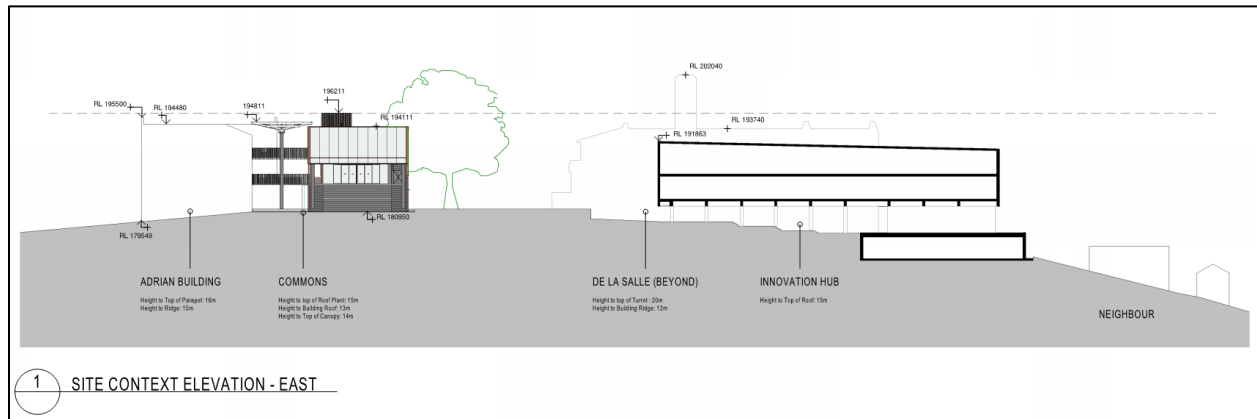 RL 202040
196211
RL 195500
RL 194480
194811
RL 194111
RL 193740
RL 191863
RL 180950
RL 179549
ADRIAN BUILDING
Height to Top of Parapet: 16m
Height to Ridge: 15m
COMMONS
Height to top of Roof Plant: 15m
Height to Building Roof: 13m
Height to Top of Canopy: 14m
DE LA SALLE (BEYOND)
Height to top of Turret : 20m
Height to Building Ridge: 12m
INNOVATION HUB
Height to Top of Roof: 15m
NEIGHBOUR
1
SITE CONTEXT ELEVATION - EAST